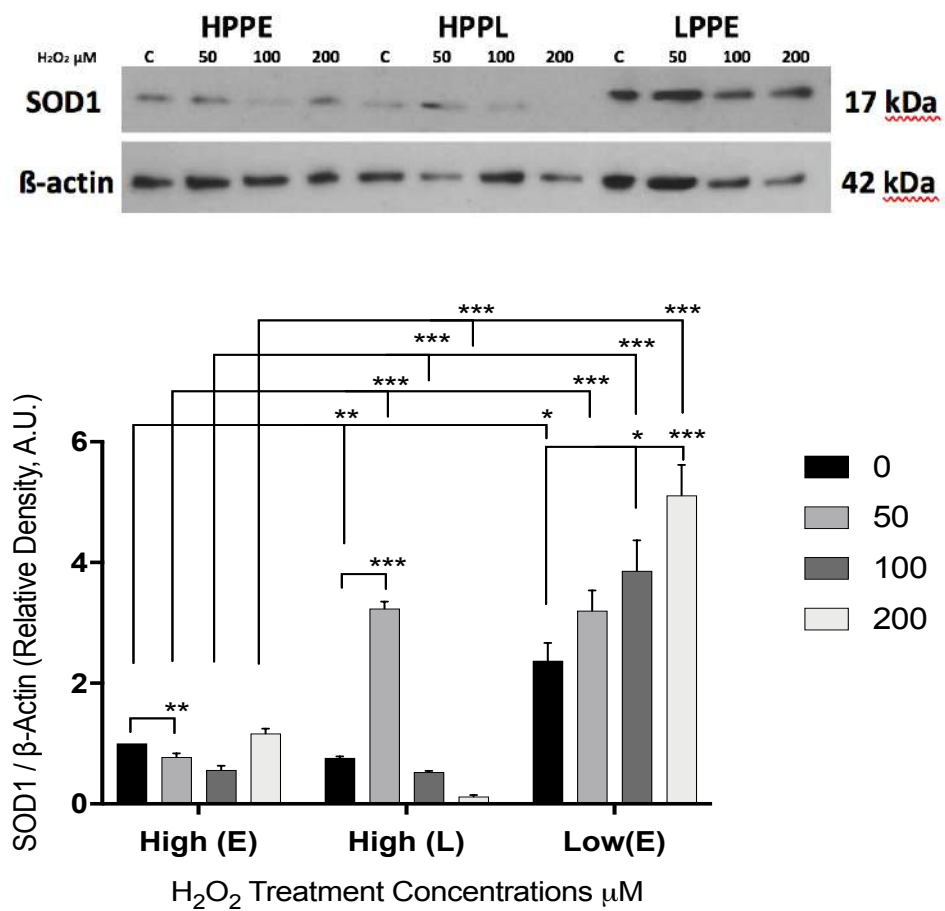 HPPE HPPL LPPE
H₂O₂ µM C 50 100 200 C 50 100 200 C 50 100 200
SOD1 17 kDa
ß-actin 42 kDa
*** ***
*** ***
*** ***
** *
* ***
***
**
SOD1 / β-Actin (Relative Density, A.U.)
6
4
2
0
0
50
100
200
High (E) High (L) Low(E)
H₂O₂ Treatment Concentrations µM